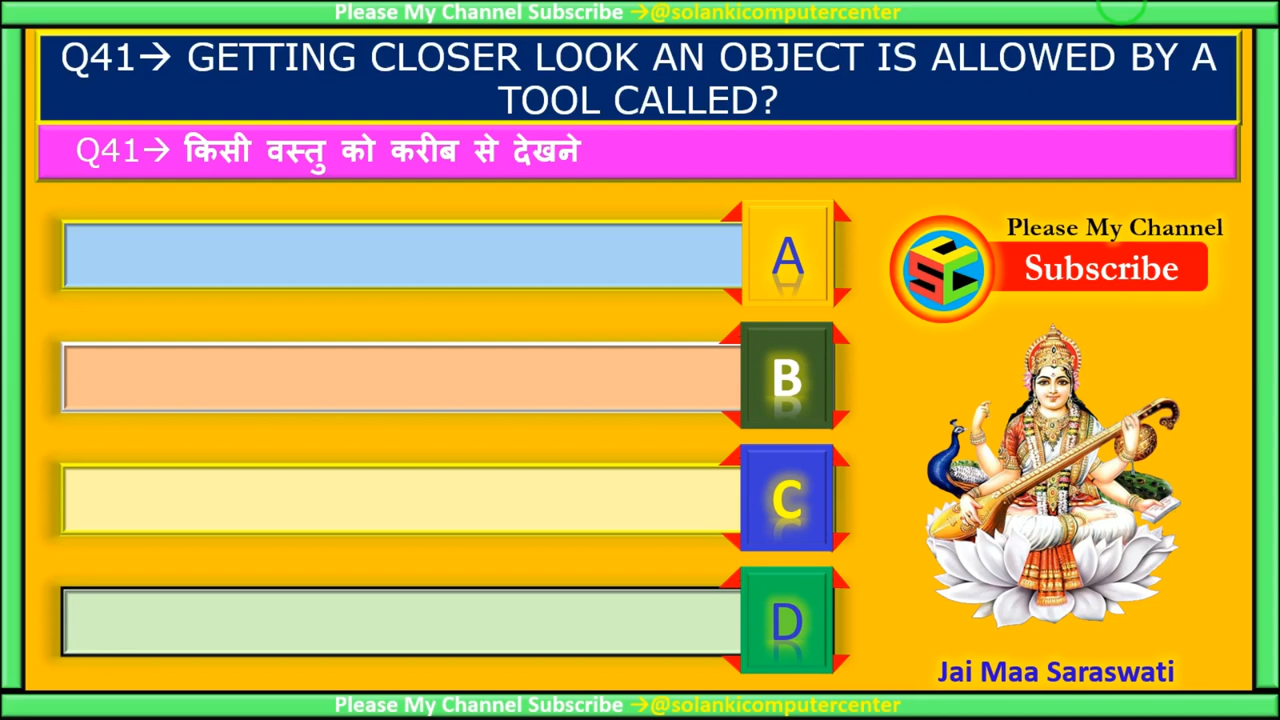 Please My Channel Subscribe →@solankicomputercenter
Q41→ GETTING CLOSER LOOK AN OBJECT IS ALLOWED BY A
TOOL CALLED?
Q41→ किसी वस्तु को करीब से देखने
A
B
C
D
Please My Channel
Subscribe
CSC
Jai Maa Saraswati
Please My Channel Subscribe →@solankicomputercenter